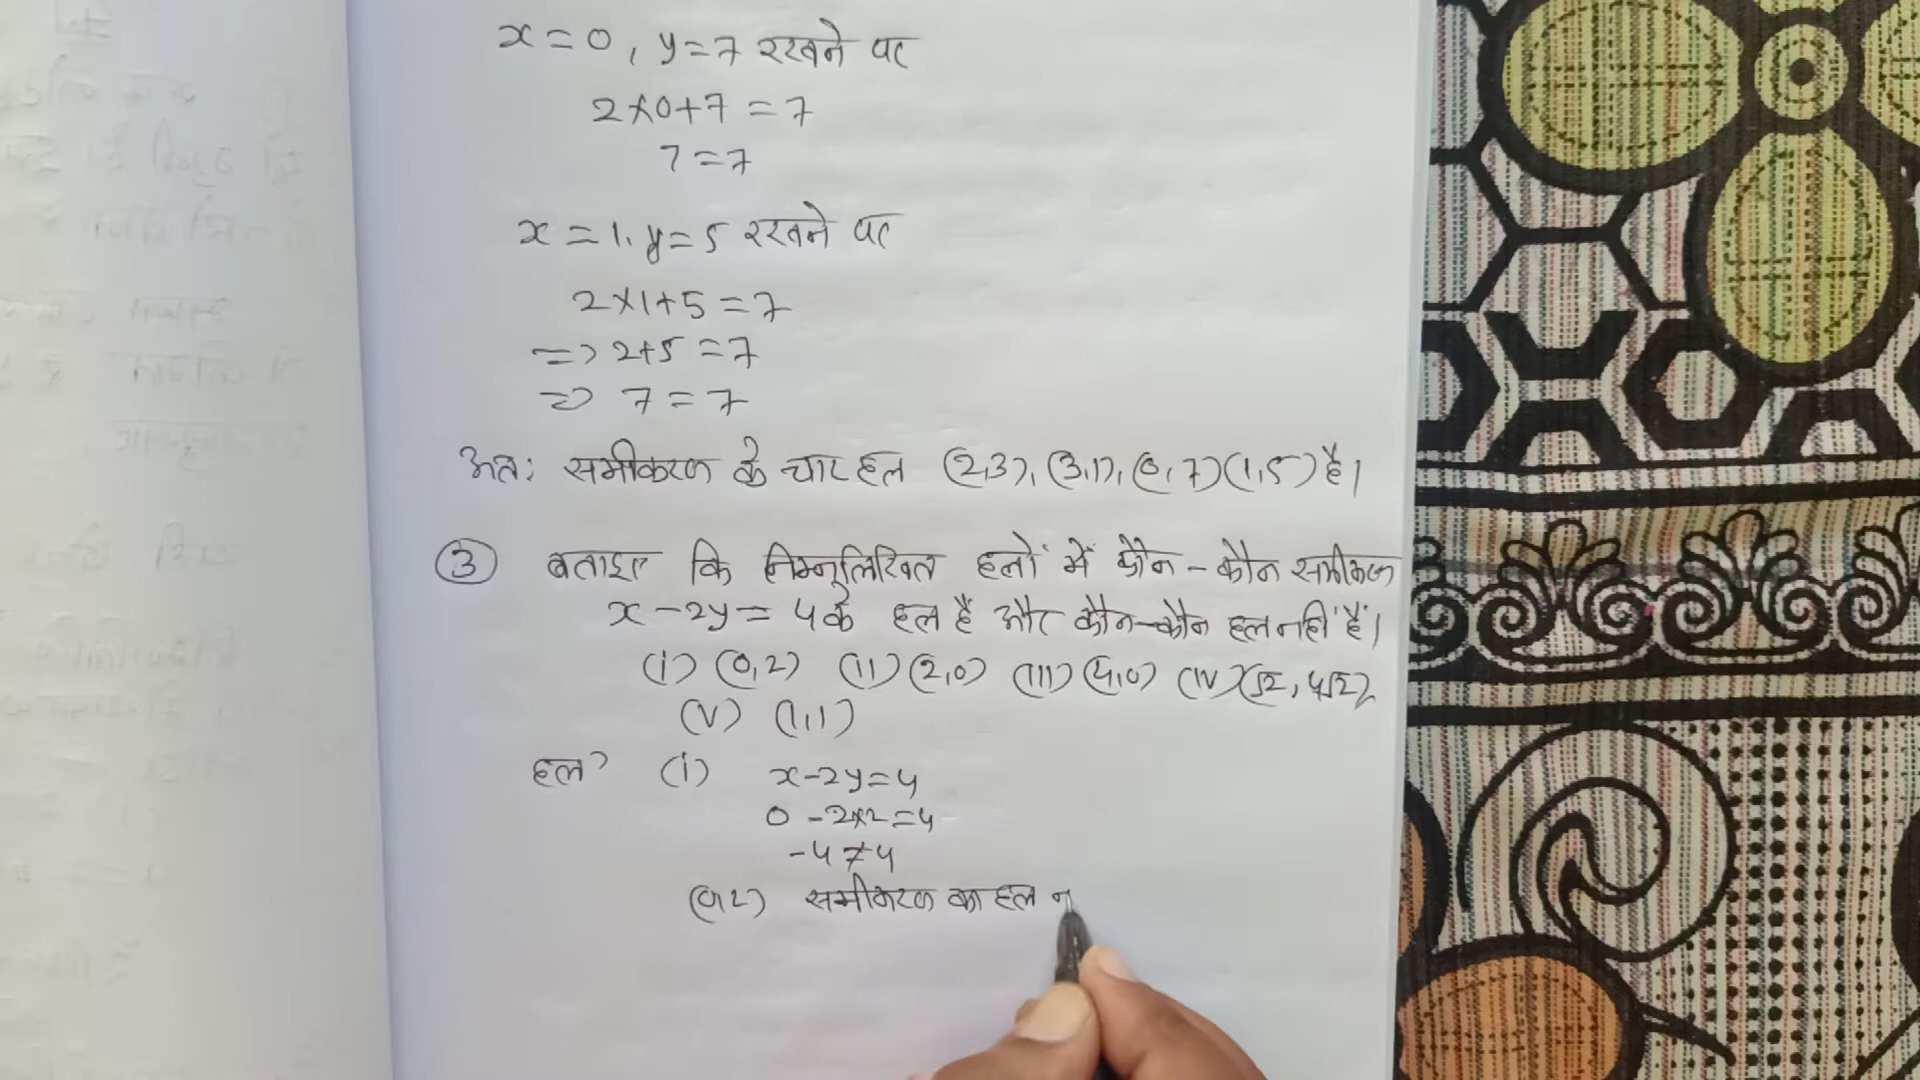 x = 0, y = 7 रखने पर
2×0+7 = 7
7 = 7
x = 1, y = 5 रखने पर
2×1+5 = 7
=> 2+5 = 7
=> 7 = 7
अतः समीकरण के चार हल (2,3), (3,1), (0,7) (1,5) है।
③ बताइए कि निम्नलिखित हलों में कौन-कौन समीकरण
x - 2y = 4 के हल हैं और कौन-कौन हल नहीं हैं।
(i) (0,2) (ii) (2,0) (iii) (4,0) (iv) (√2, 4√2)
(v) (1,1)
हल? (i) x-2y=4
0 - 2×2 = 4
-4 ≠ 4
(0,2) समीकरण का हल न